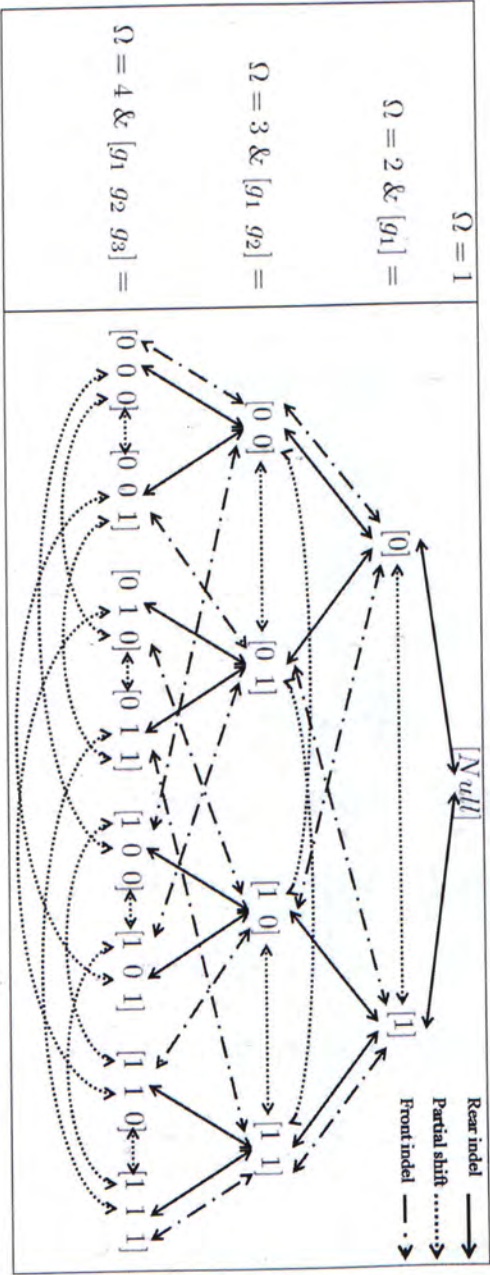 Ω = 1
[Null]
Rear indel
Partial shift
Front indel
Ω = 2 & [g₁] =
[0]
[1]
Ω = 3 & [g₁ g₂] =
[0 0]
[0 1]
[1 0]
[1 1]
Ω = 4 & [g₁ g₂ g₃] =
[0 0 0]
[0 0 1]
[0 1 0]
[0 1 1]
[1 0 0]
[1 0 1]
[1 1 0]
[1 1 1]